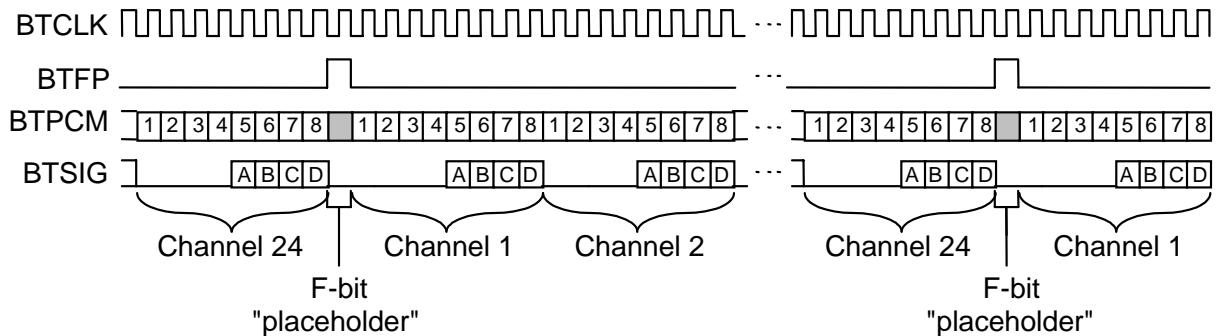 BTCLK ...
BTFP ...
BTPCM 1 2 3 4 5 6 7 8 1 2 3 4 5 6 7 8 1 2 3 4 5 6 7 8 ... 1 2 3 4 5 6 7 8 1 2 3 4 5 6 7 8
BTSIG A B C D A B C D A B C D ... A B C D A B C D
Channel 24 Channel 1 Channel 2 Channel 24 Channel 1
F-bit F-bit
"placeholder" "placeholder"